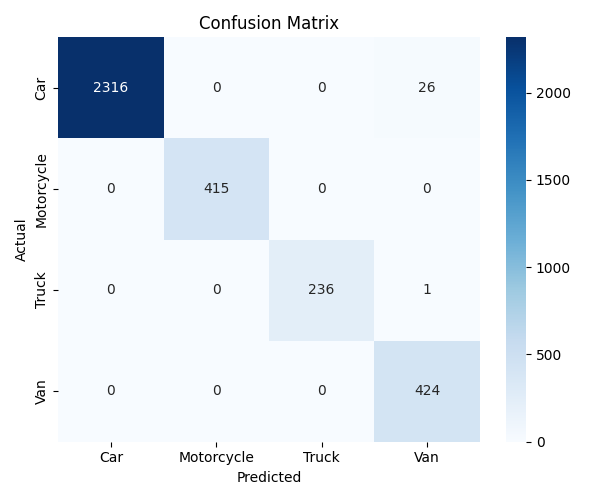 Confusion Matrix
Actual
Car
2316 0 0 26
Motorcycle
0 415 0 0
Truck
0 0 236 1
Van
0 0 0 424
Car Motorcycle Truck Van
Predicted
2000
1500
1000
500
0